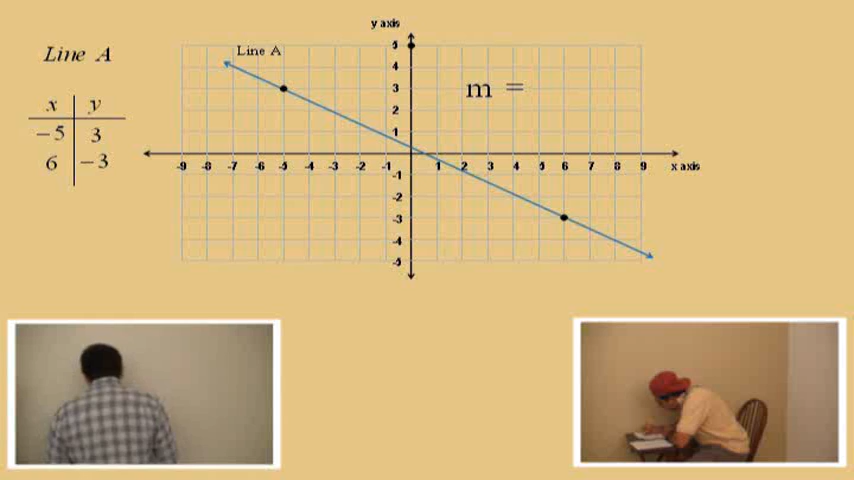 y axis
Line A
Line A
m =
x y
−5 3
6 −3
5
4
3
2
1
-9 -8 -7 -6 -5 -4 -3 -2 -1 1 2 3 4 5 6 7 8 9 x axis
-1
-2
-3
-4
-5